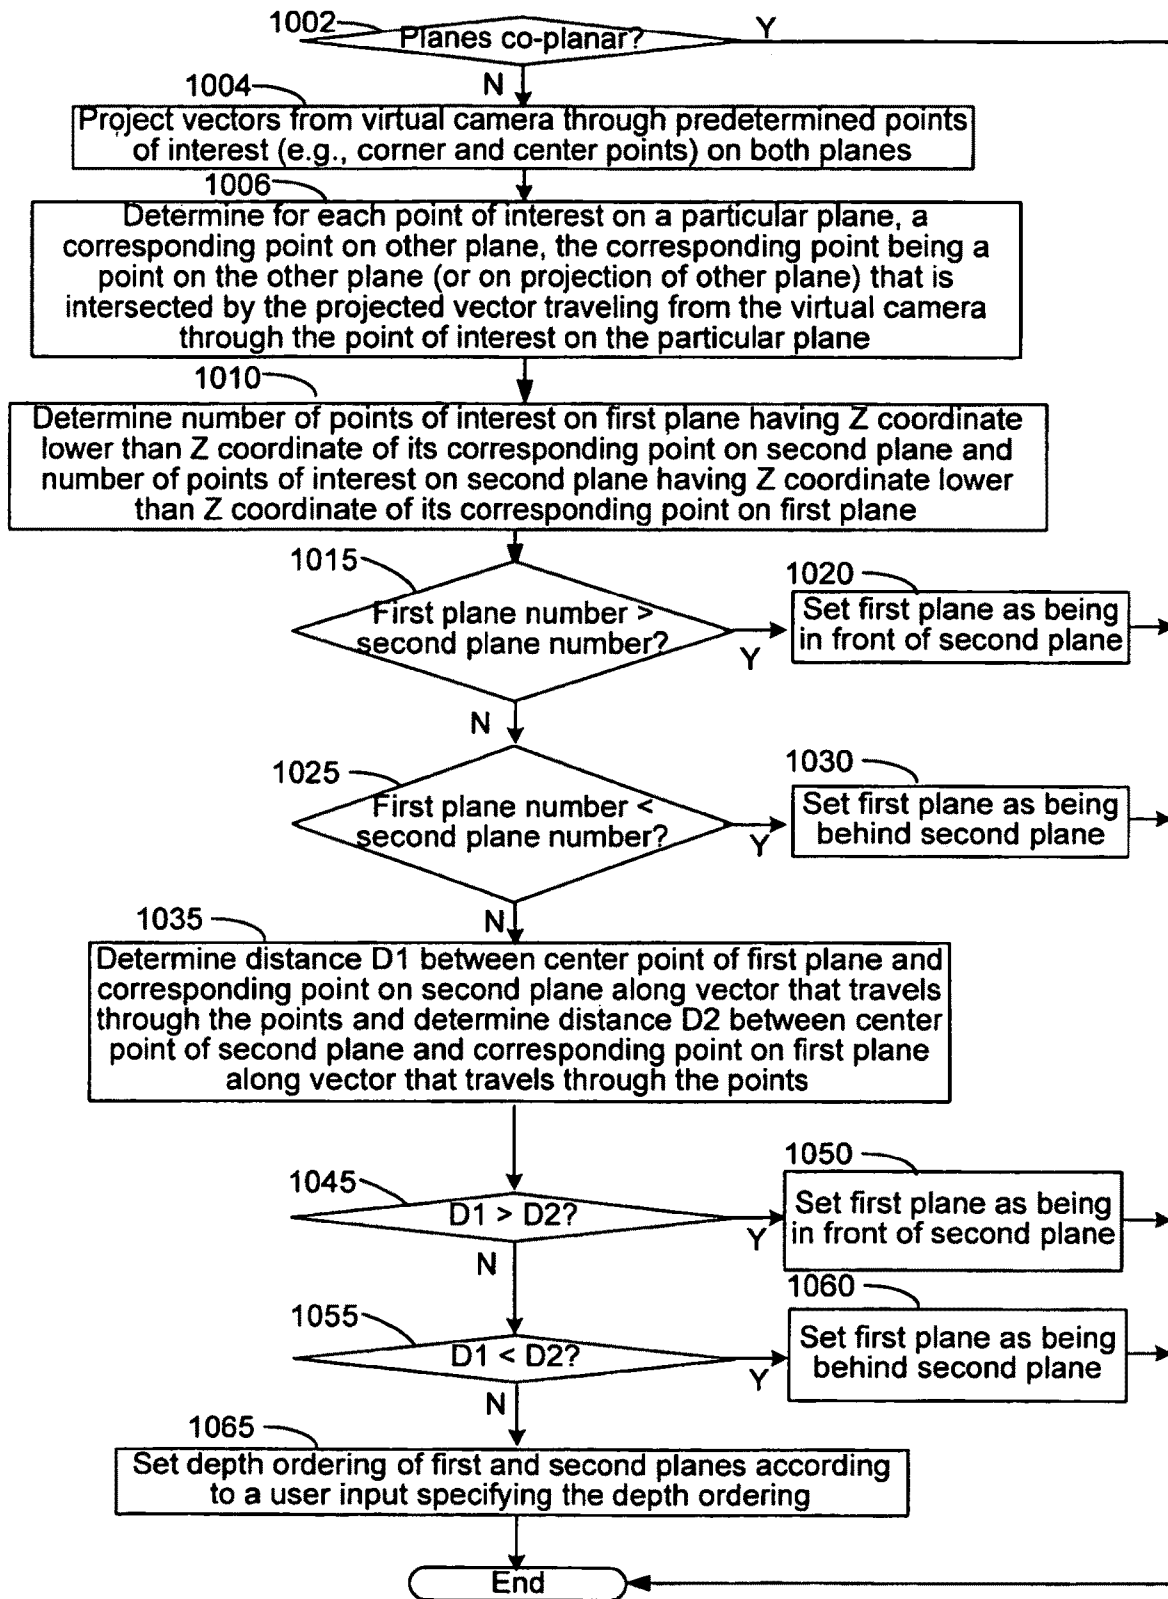 1002
Planes co-planar?
Y
N
1004
Project vectors from virtual camera through predetermined points
of interest (e.g., corner and center points) on both planes
1006
Determine for each point of interest on a particular plane, a
corresponding point on other plane, the corresponding point being a
point on the other plane (or on projection of other plane) that is
intersected by the projected vector traveling from the virtual camera
through the point of interest on the particular plane
1010
Determine number of points of interest on first plane having Z coordinate
lower than Z coordinate of its corresponding point on second plane and
number of points of interest on second plane having Z coordinate lower
than Z coordinate of its corresponding point on first plane
1015
First plane number >
second plane number?
Y
1020
Set first plane as being
in front of second plane
N
1025
First plane number <
second plane number?
Y
1030
Set first plane as being
behind second plane
N
1035
Determine distance D1 between center point of first plane and
corresponding point on second plane along vector that travels
through the points and determine distance D2 between center
point of second plane and corresponding point on first plane
along vector that travels through the points
1045
D1 > D2?
Y
1050
Set first plane as being
in front of second plane
N
1055
D1 < D2?
Y
1060
Set first plane as being
behind second plane
N
1065
Set depth ordering of first and second planes according
to a user input specifying the depth ordering
End